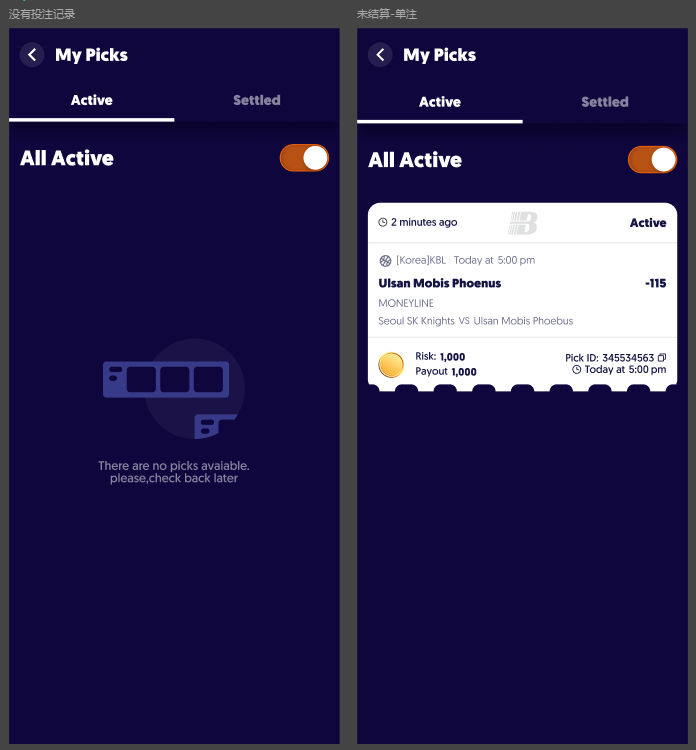 没有投注记录
My Picks
Active
Settled
All Active
There are no picks avaiable.
please,check back later
未结算-单注
My Picks
Active
Settled
All Active
2 minutes ago
B
Active
[Korea]KBL
Today at 5:00 pm
Ulsan Mobis Phoenus
-115
MONEYLINE
Seoul SK Knights VS Ulsan Mobis Phoebus
Risk: 1,000
Pick ID: 345534563
Payout 1,000
Today at 5:00 pm